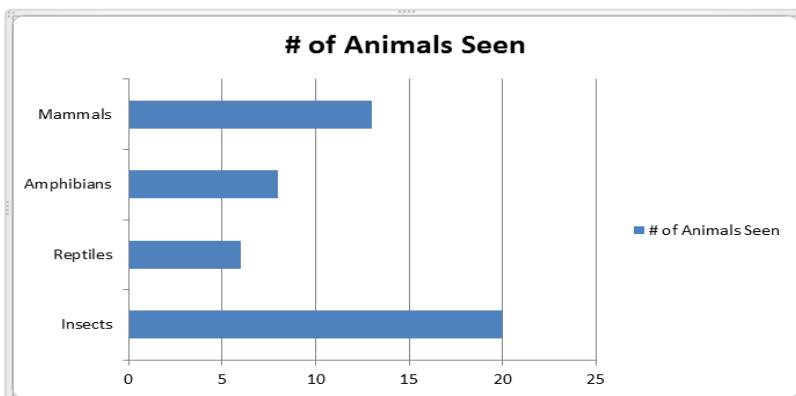 # of Animals Seen
Mammals
Amphibians
Reptiles
Insects
# of Animals Seen
0 5 10 15 20 25